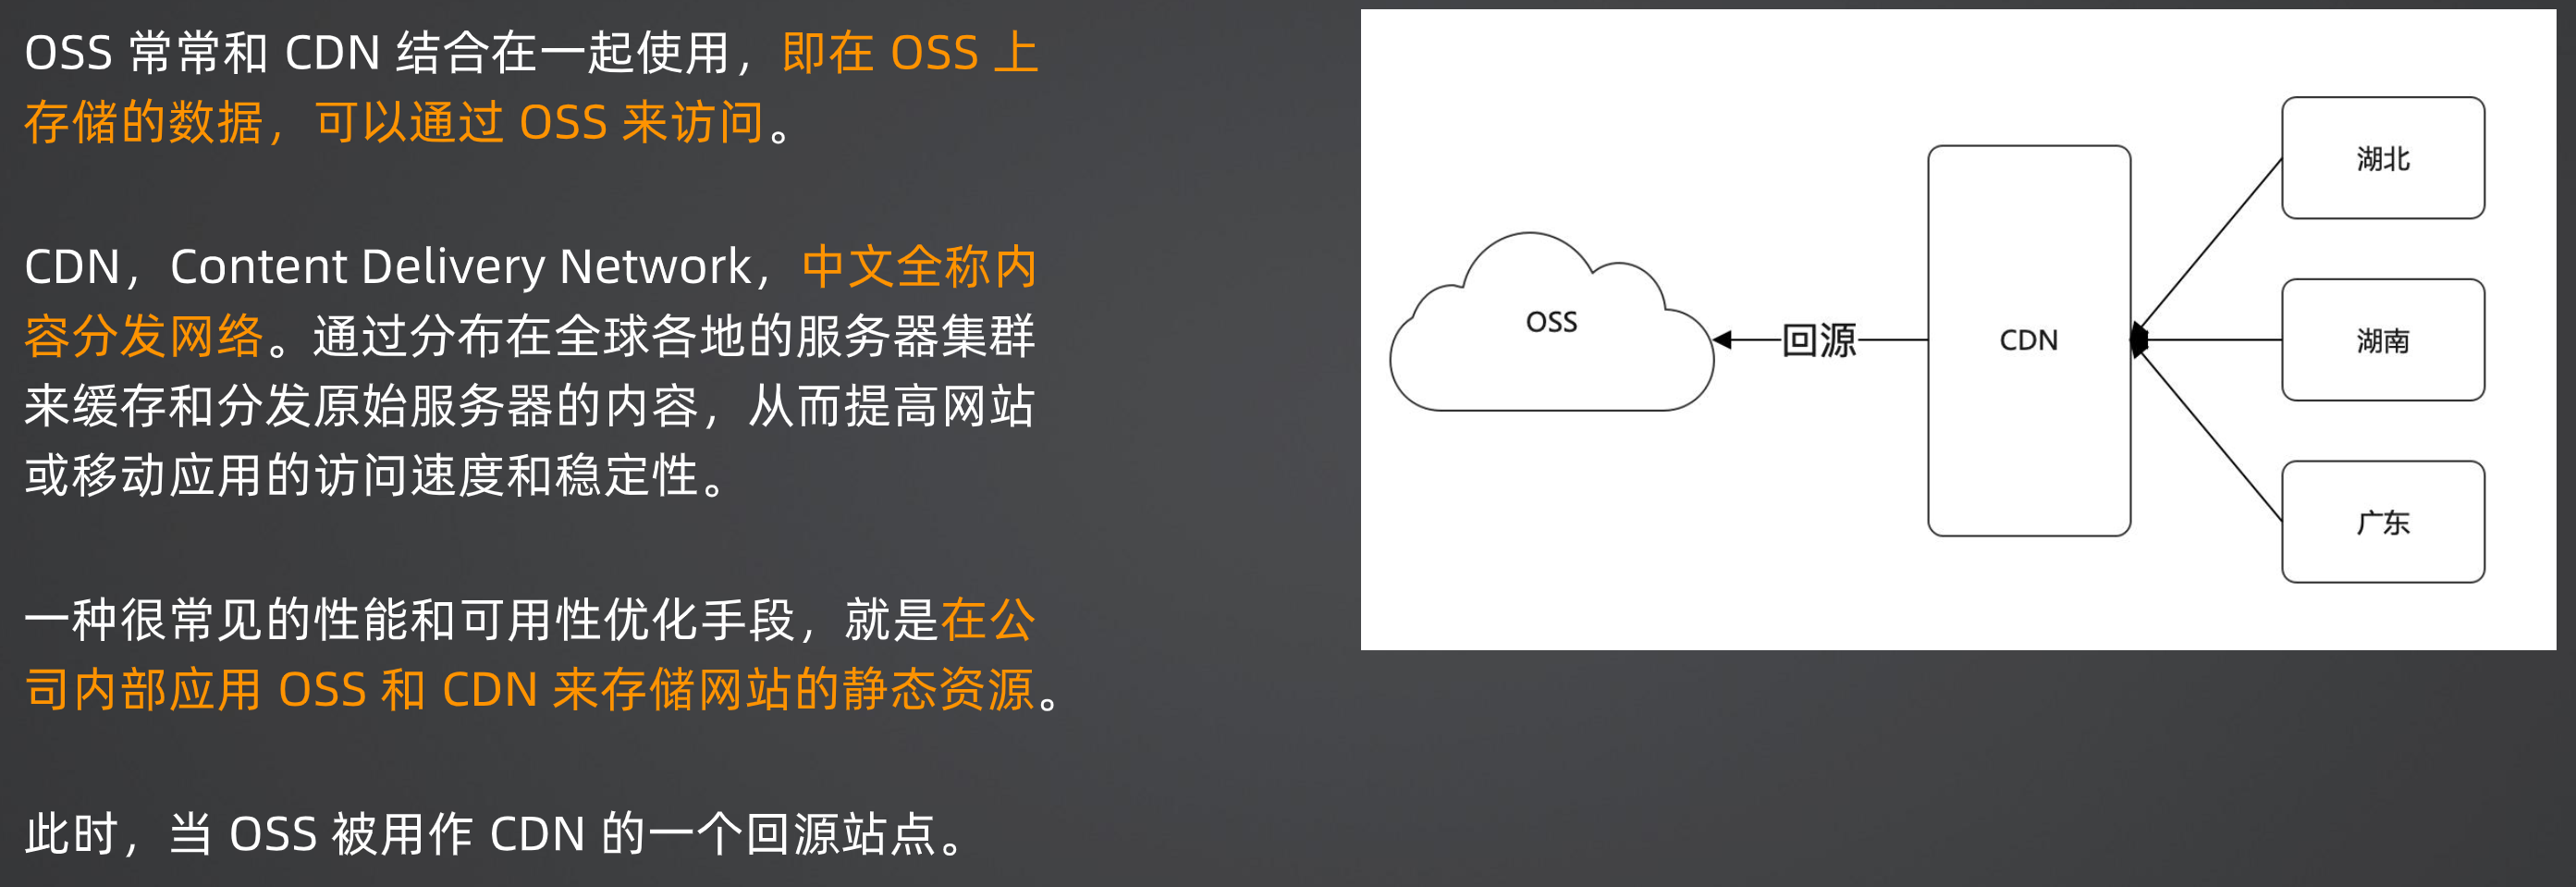 OSS 常常和 CDN 结合在一起使用，即在 OSS 上
存储的数据，可以通过 OSS 来访问。
CDN，Content Delivery Network，中文全称内
容分发网络。通过分布在全球各地的服务器集群
来缓存和分发原始服务器的内容，从而提高网站
或移动应用的访问速度和稳定性。
一种很常见的性能和可用性优化手段，就是在公
司内部应用 OSS 和 CDN 来存储网站的静态资源。
此时，当 OSS 被用作 CDN 的一个回源站点。
OSS
回源
CDN
湖北
湖南
广东